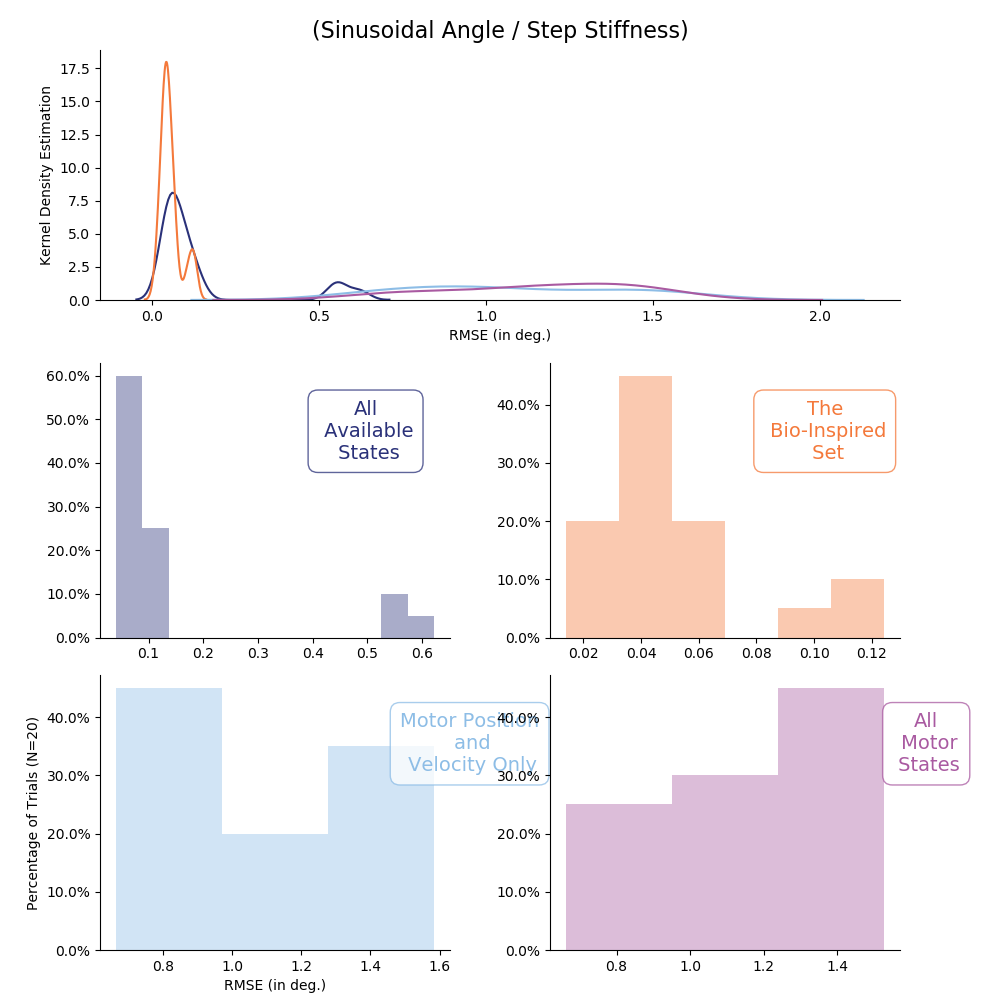 (Sinusoidal Angle / Step Stiffness)
Kernel Density Estimation
17.5
15.0
12.5
10.0
7.5
5.0
2.5
0.0
0.0 0.5 1.0 1.5 2.0
RMSE (in deg.)
60.0%
50.0%
40.0%
30.0%
20.0%
10.0%
0.0%
0.1 0.2 0.3 0.4 0.5 0.6
All
Available
States
40.0%
30.0%
20.0%
10.0%
0.0%
0.02 0.04 0.06 0.08 0.10 0.12
The
Bio-Inspired
Set
Percentage of Trials (N=20)
40.0%
30.0%
20.0%
10.0%
0.0%
0.8 1.0 1.2 1.4 1.6
RMSE (in deg.)
Motor Position
and
Velocity Only
40.0%
30.0%
20.0%
10.0%
0.0%
0.8 1.0 1.2 1.4
All
Motor
States